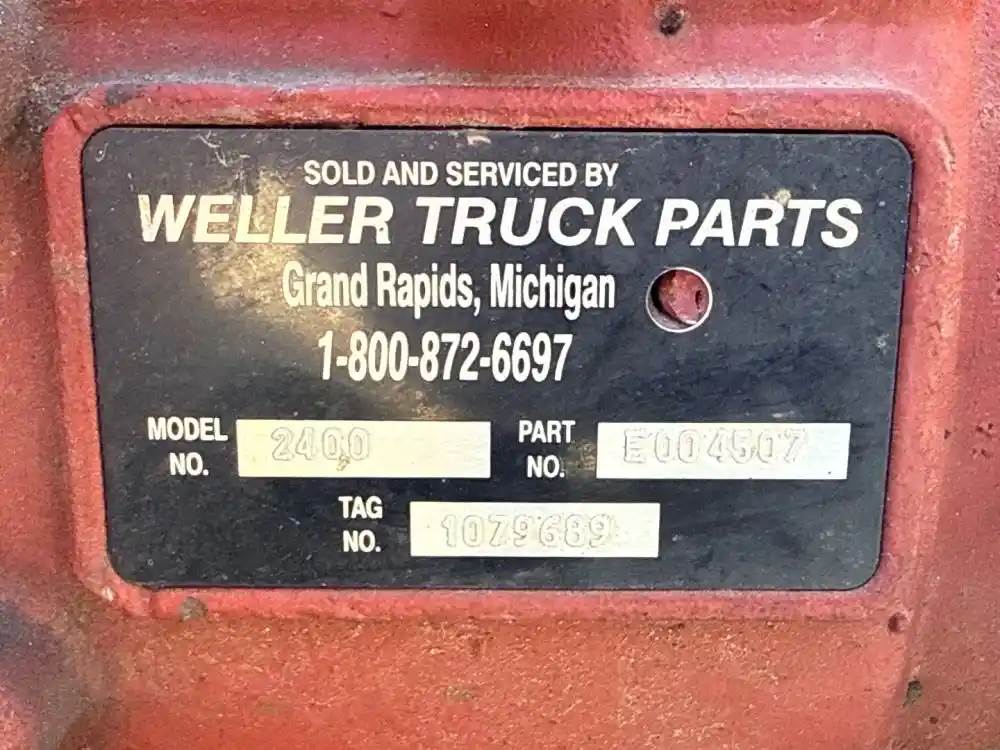 SOLD AND SERVICED BY
WELLER TRUCK PARTS
Grand Rapids, Michigan
1-800-872-6697
MODEL NO. 2400
PART NO. E004507
TAG NO. 1079689